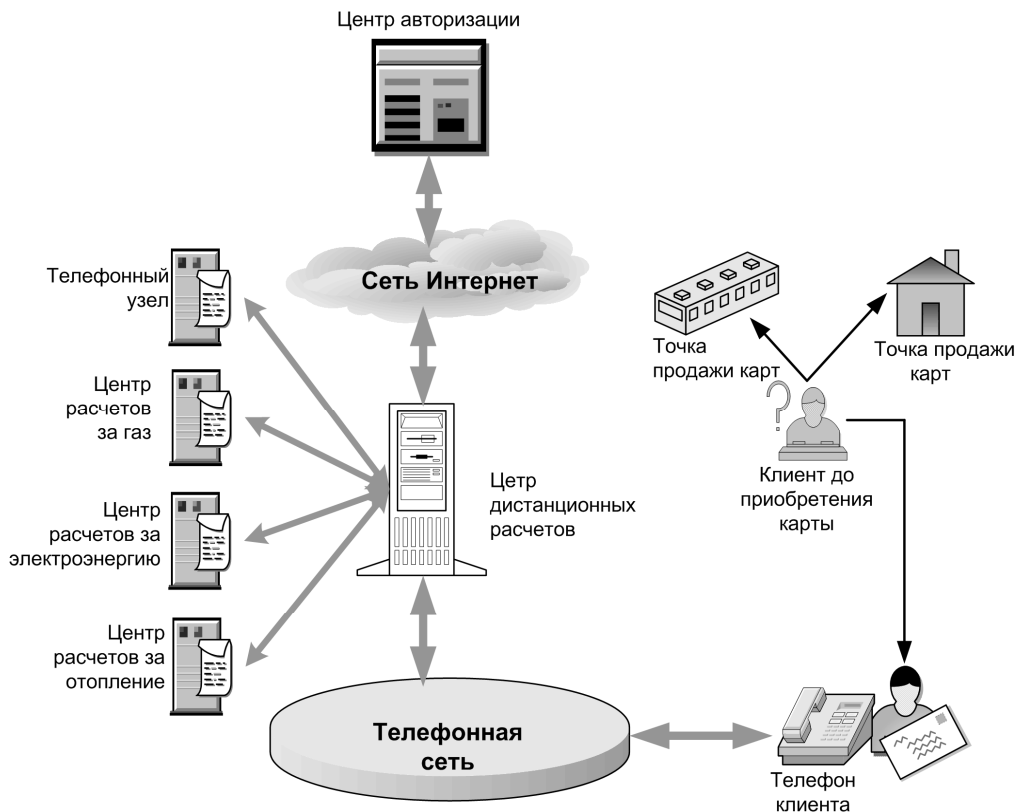 Центр авторизации
Сеть Интернет
Телефонный
узел
Центр
расчетов
за газ
Центр
расчетов за
электроэнергию
Центр
расчетов за
отопление
Цетр
дистанционных
расчетов
Точка
продажи карт
Точка продажи
карт
?
Клиент до
приобретения
карты
Телефонная
сеть
Телефон
клиента